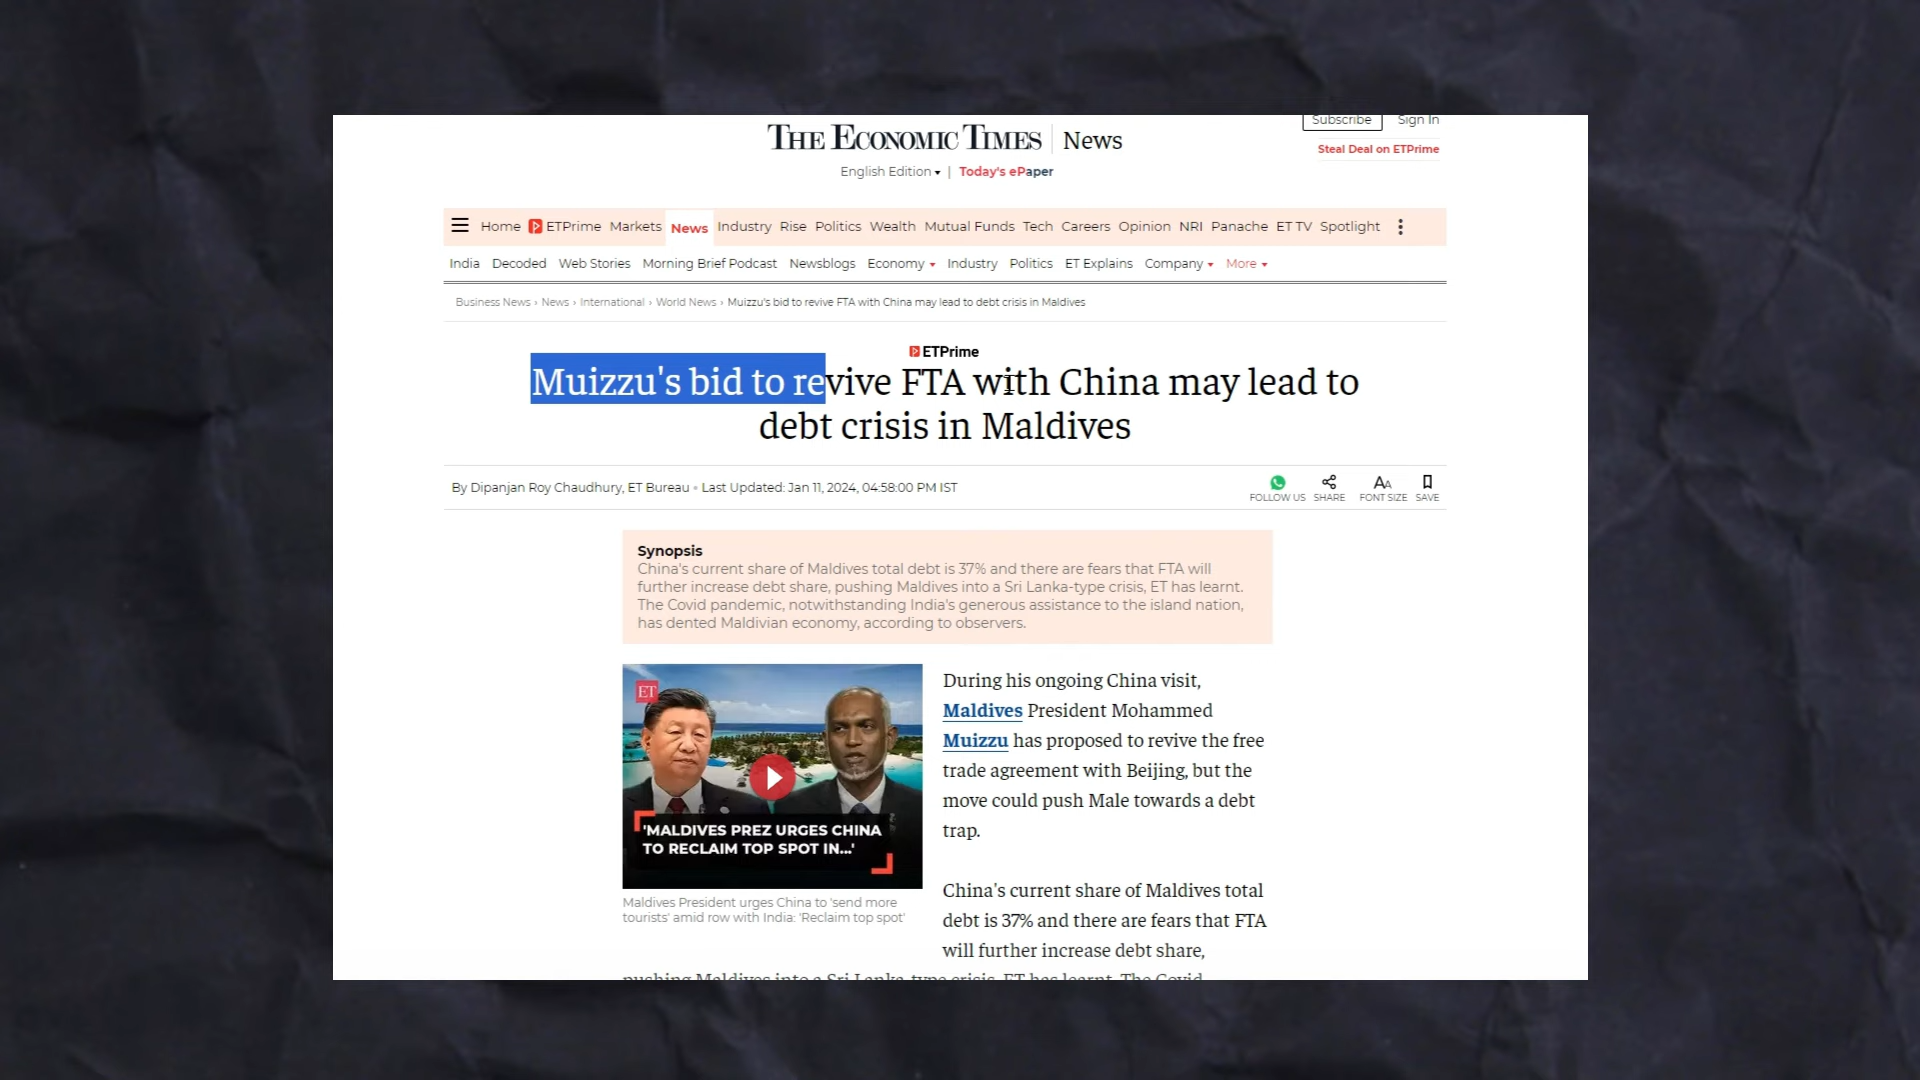 THE ECONOMIC TIMES | News
Subscribe Sign In
Steal Deal on ETPrime
English Edition | Today's ePaper
Home ETPrime Markets News Industry Rise Politics Wealth Mutual Funds Tech Careers Opinion NRI Panache ET TV Spotlight
India Decoded Web Stories Morning Brief Podcast Newsblogs Economy Industry Politics ET Explains Company More
Business News › News › International › World News › Muizzu's bid to revive FTA with China may lead to debt crisis in Maldives
ETPrime
Muizzu's bid to revive FTA with China may lead to
debt crisis in Maldives
By Dipanjan Roy Chaudhury, ET Bureau • Last Updated: Jan 11, 2024, 04:58:00 PM IST
FOLLOW US SHARE FONT SIZE SAVE
Synopsis
China's current share of Maldives total debt is 37% and there are fears that FTA will
further increase debt share, pushing Maldives into a Sri Lanka-type crisis, ET has learnt.
The Covid pandemic, notwithstanding India's generous assistance to the island nation,
has dented Maldivian economy, according to observers.
ET
'MALDIVES PREZ URGES CHINA
TO RECLAIM TOP SPOT IN...'
Maldives President urges China to 'send more
tourists' amid row with India: 'Reclaim top spot'
During his ongoing China visit,
Maldives President Mohammed
Muizzu has proposed to revive the free
trade agreement with Beijing, but the
move could push Male towards a debt
trap.
China's current share of Maldives total
debt is 37% and there are fears that FTA
will further increase debt share,
pushing Maldives into a Sri Lanka-type crisis, ET has learnt. The Covid